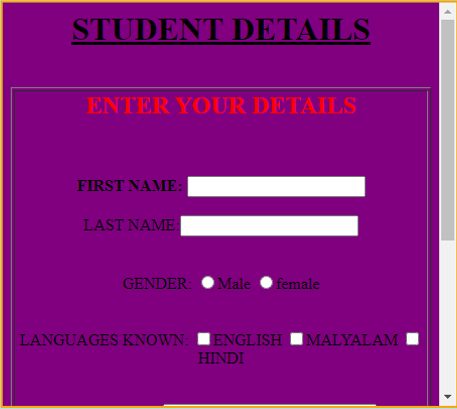 STUDENT DETAILS
ENTER YOUR DETAILS
FIRST NAME:
LAST NAME:
GENDER: Male female
LANGUAGES KNOWN: ENGLISH MALYALAM
HINDI